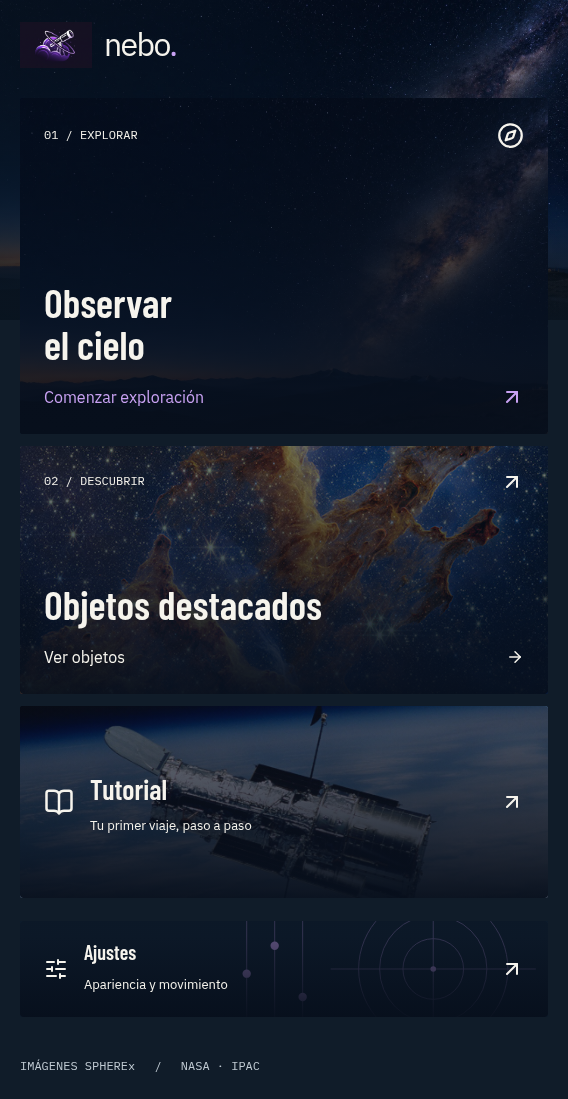 nebo.
01 / EXPLORAR
Observar
el cielo
Comenzar exploración
02 / DESCUBRIR
Objetos destacados
Ver objetos
Tutorial
Tu primer viaje, paso a paso
Ajustes
Apariencia y movimiento
IMÁGENES SPHEREx / NASA · IPAC